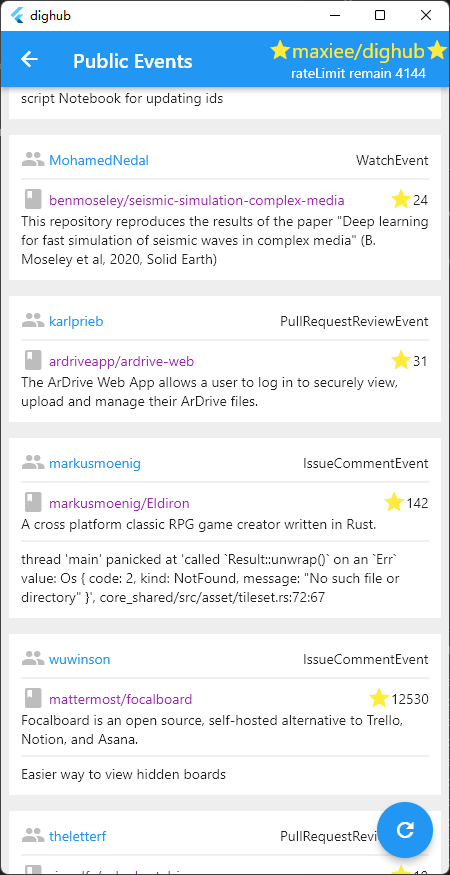 dighub
Public Events
maxiee/dighub
rateLimit remain 4144
script Notebook for updating ids
MohamedNedal WatchEvent
benmoseley/seismic-simulation-complex-media 24
This repository reproduces the results of the paper "Deep learning
for fast simulation of seismic waves in complex media" (B.
Moseley et al, 2020, Solid Earth)
karlprieb PullRequestReviewEvent
ardriveapp/ardrive-web 31
The ArDrive Web App allows a user to log in to securely view,
upload and manage their ArDrive files.
markusmoenig IssueCommentEvent
markusmoenig/Eldiron 142
A cross platform classic RPG game creator written in Rust.
thread 'main' panicked at 'called `Result::unwrap()` on an `Err`
value: Os { code: 2, kind: NotFound, message: "No such file or
directory" }', core_shared/src/asset/tileset.rs:72:67
wuwinson IssueCommentEvent
mattermost/focalboard 12530
Focalboard is an open source, self-hosted alternative to Trello,
Notion, and Asana.
Easier way to view hidden boards
theletterf